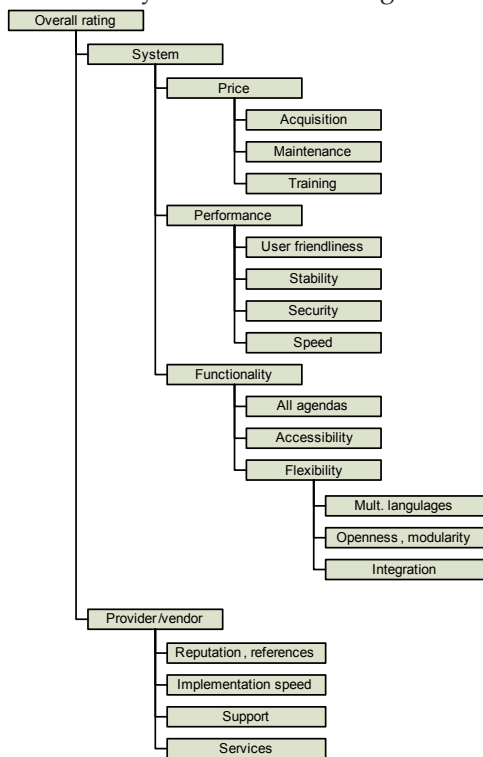 Overall rating
System
Price
Acquisition
Maintenance
Training
Performance
User friendliness
Stability
Security
Speed
Functionality
All agendas
Accessibility
Flexibility
Mult. langulages
Openness , modularity
Integration
Provider/vendor
Reputation , references
Implementation speed
Support
Services